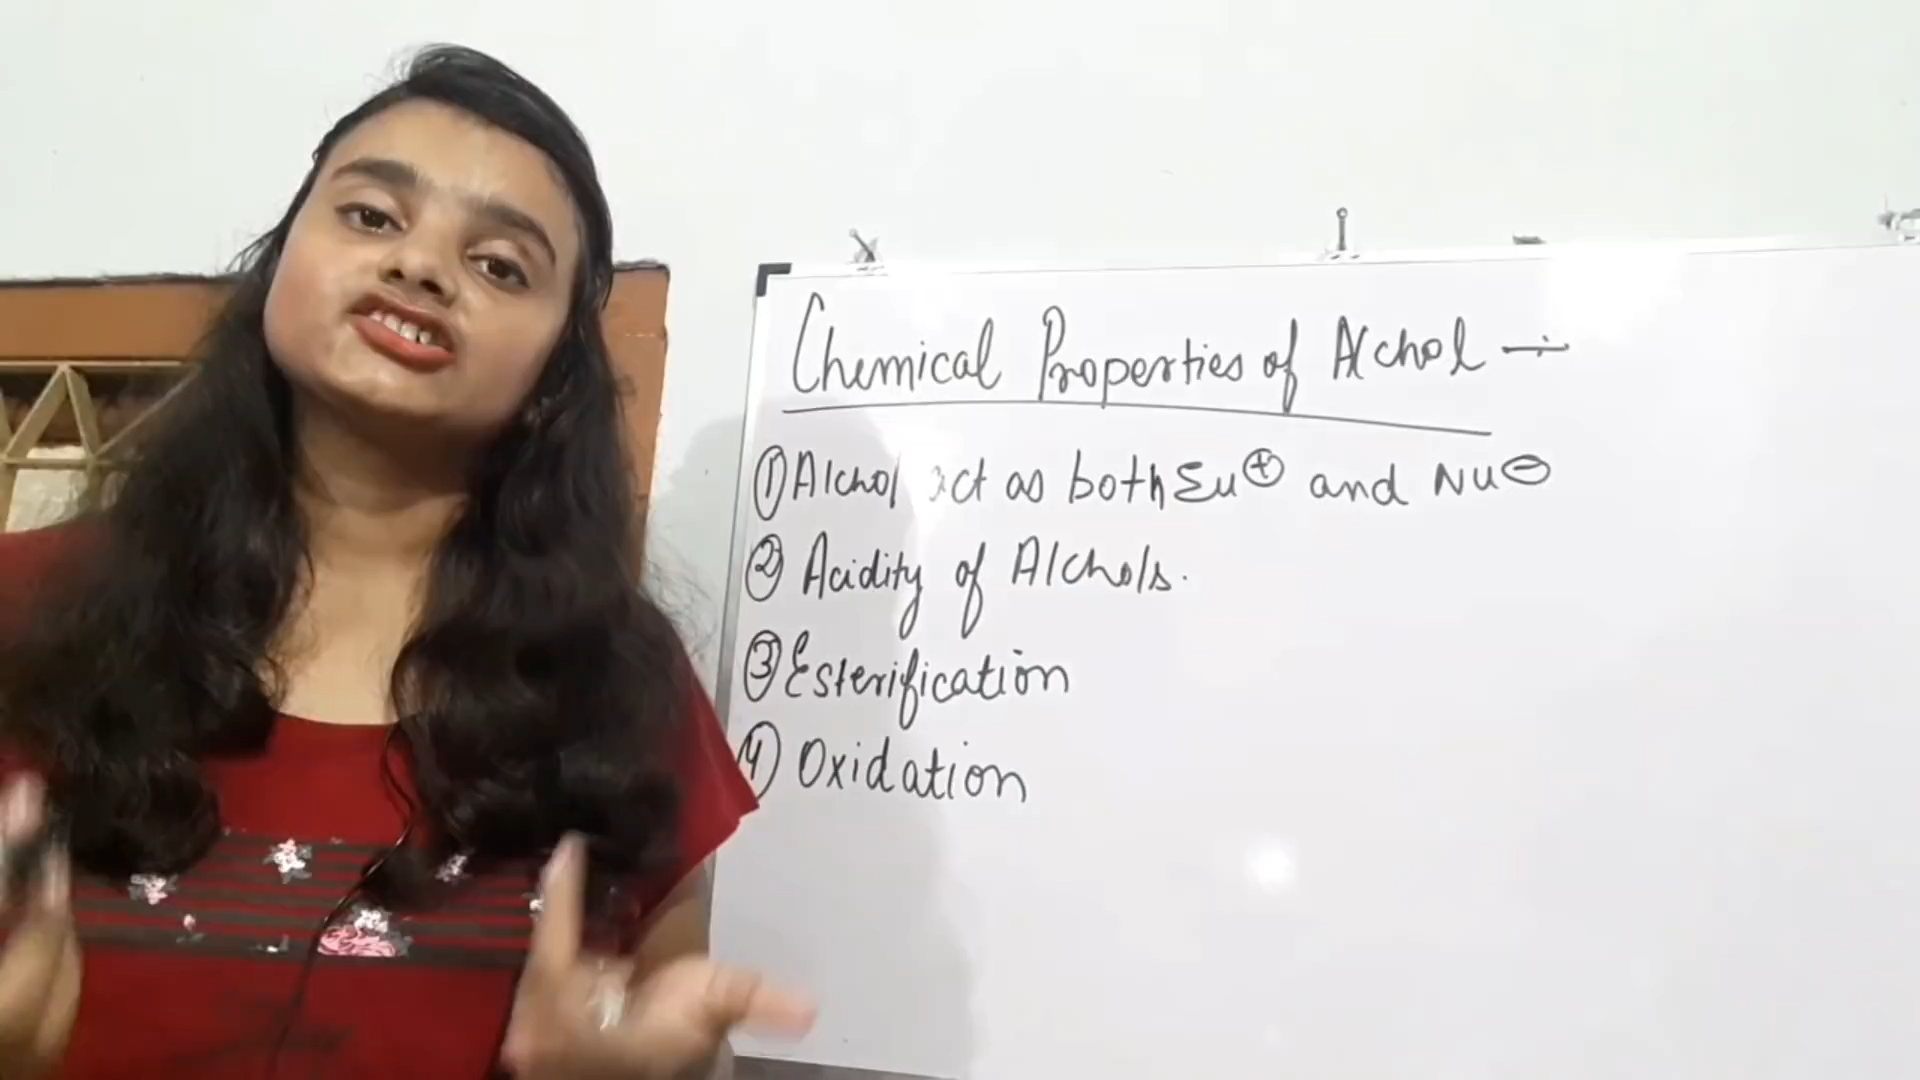 Chemical Properties of Alchol ÷
① Alchol act as both Eu⊕ and Nu⊖
② Acidity of Alchols.
③ Esterification
④ Oxidation